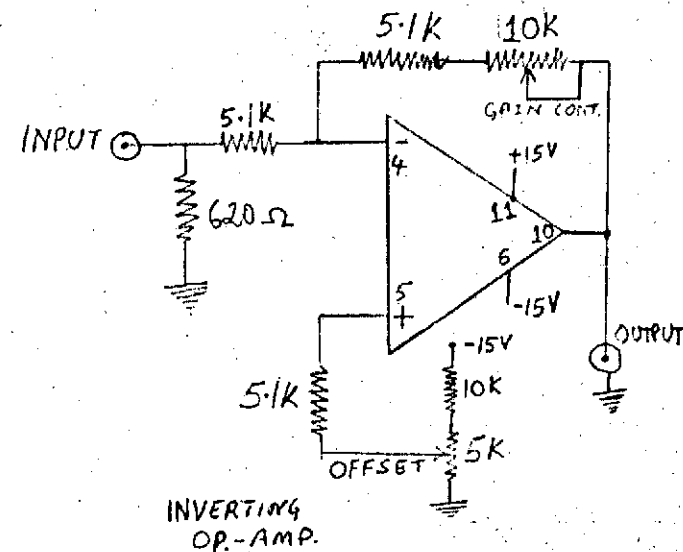 5.1K
10K
GAIN CONT.
INPUT
5.1K
-
4
+15V
11
620 Ω
10
6
5
+
-15V
-15V
OUTPUT
5.1K
10K
OFFSET
5K
INVERTING
OP.-AMP.